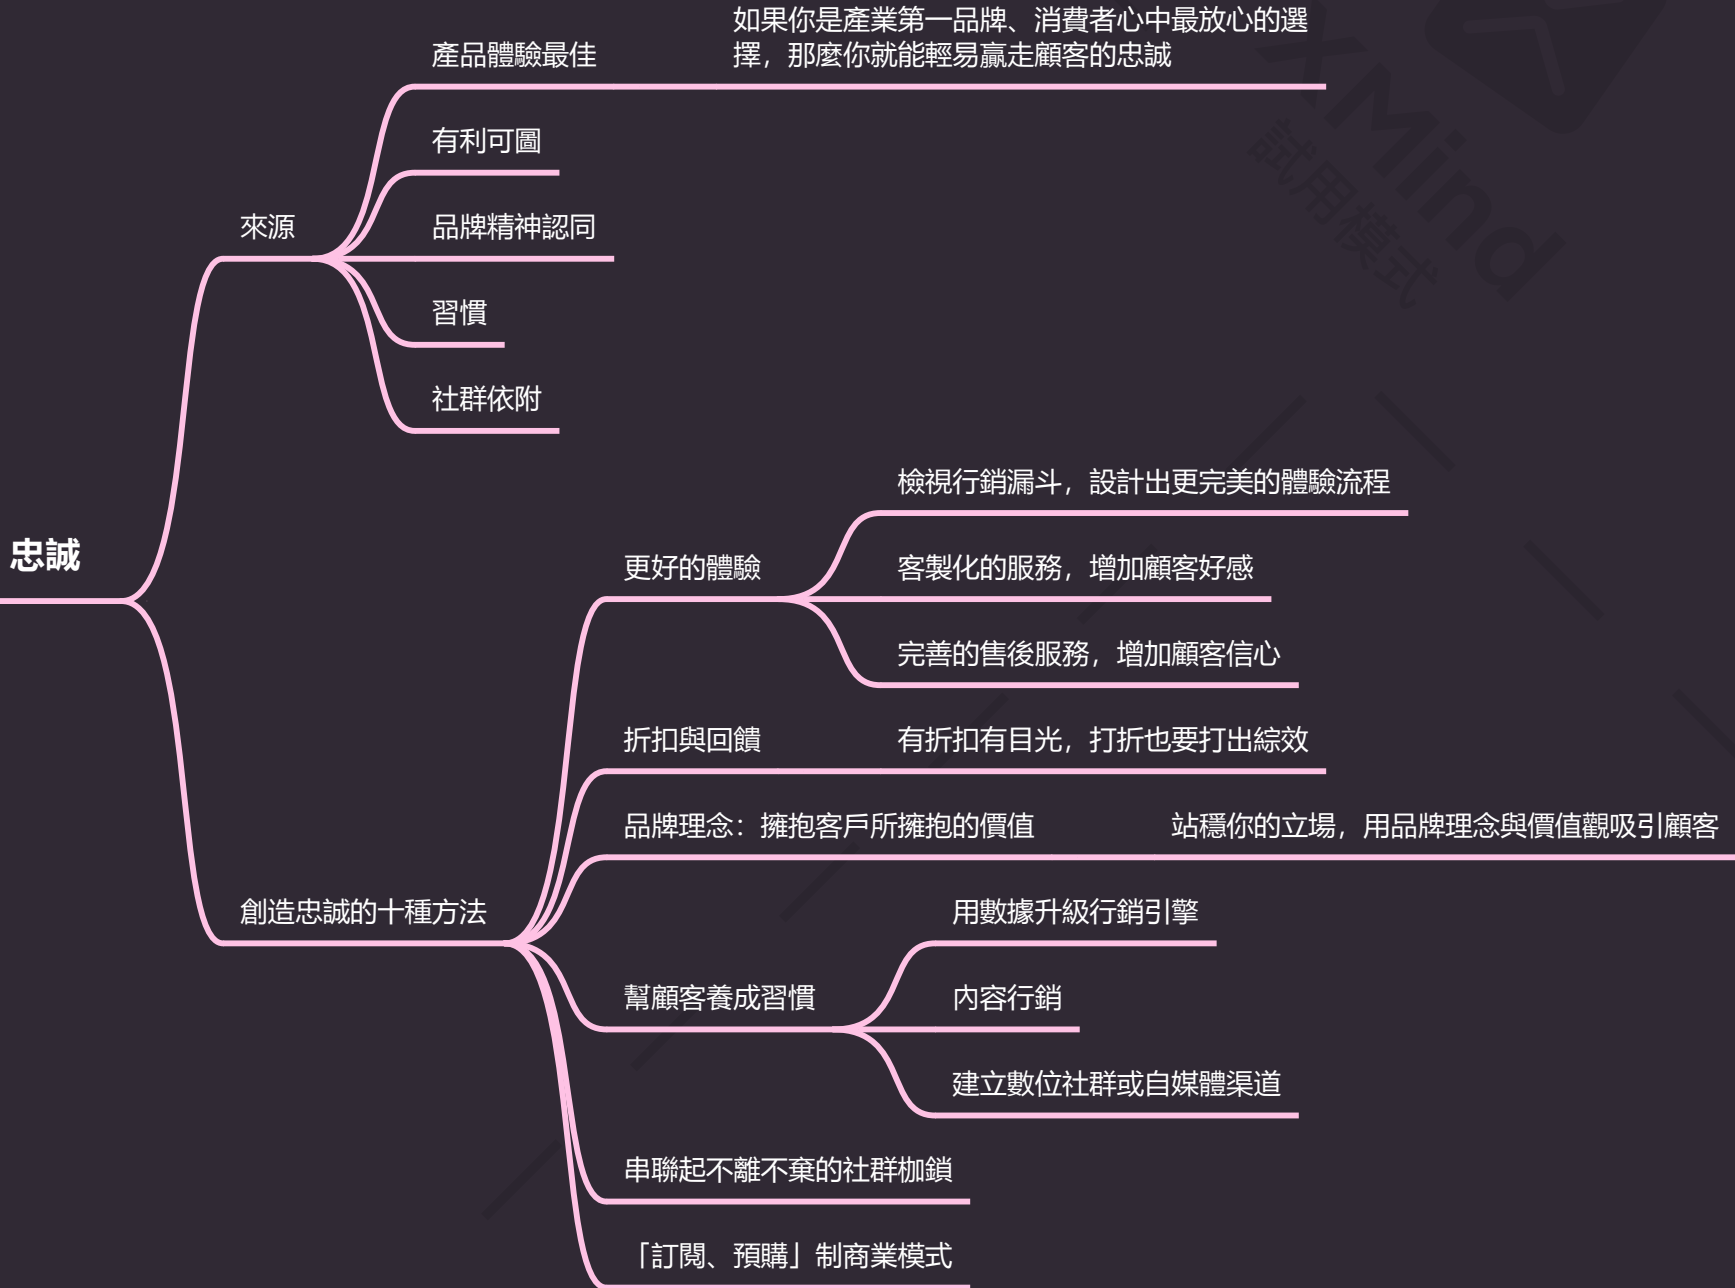 忠誠
來源
產品體驗最佳
如果你是產業第一品牌、消費者心中最放心的選
擇，那麼你就能輕易贏走顧客的忠誠
有利可圖
品牌精神認同
習慣
社群依附
創造忠誠的十種方法
更好的體驗
檢視行銷漏斗，設計出更完美的體驗流程
客製化的服務，增加顧客好感
完善的售後服務，增加顧客信心
折扣與回饋
有折扣有目光，打折也要打出綜效
品牌理念：擁抱客戶所擁抱的價值
站穩你的立場，用品牌理念與價值觀吸引顧客
幫顧客養成習慣
用數據升級行銷引擎
內容行銷
建立數位社群或自媒體渠道
串聯起不離不棄的社群枷鎖
「訂閱、預購」制商業模式
XMind
試用模式